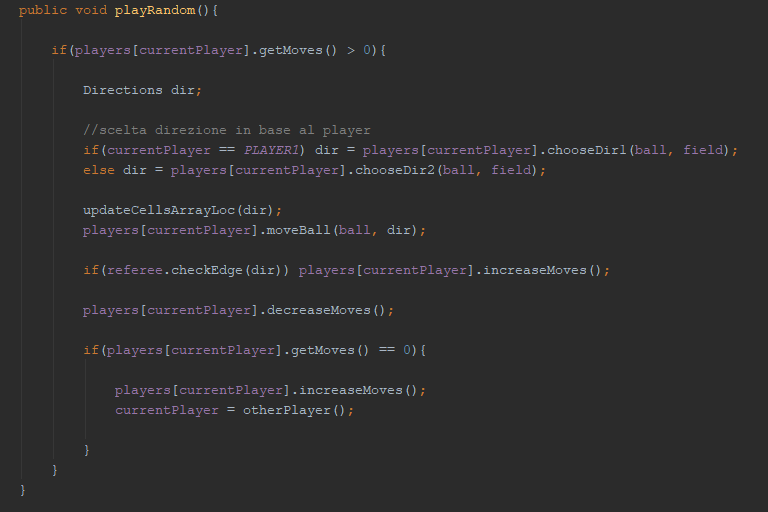 public void playRandom(){
if(players[currentPlayer].getMoves() > 0){
Directions dir;
//scelta direzione in base al player
if(currentPlayer == PLAYER1) dir = players[currentPlayer].chooseDir1(ball, field);
else dir = players[currentPlayer].chooseDir2(ball, field);
updateCellsArrayLoc(dir);
players[currentPlayer].moveBall(ball, dir);
if(referee.checkEdge(dir)) players[currentPlayer].increaseMoves();
players[currentPlayer].decreaseMoves();
if(players[currentPlayer].getMoves() == 0){
players[currentPlayer].increaseMoves();
currentPlayer = otherPlayer();
}
}
}